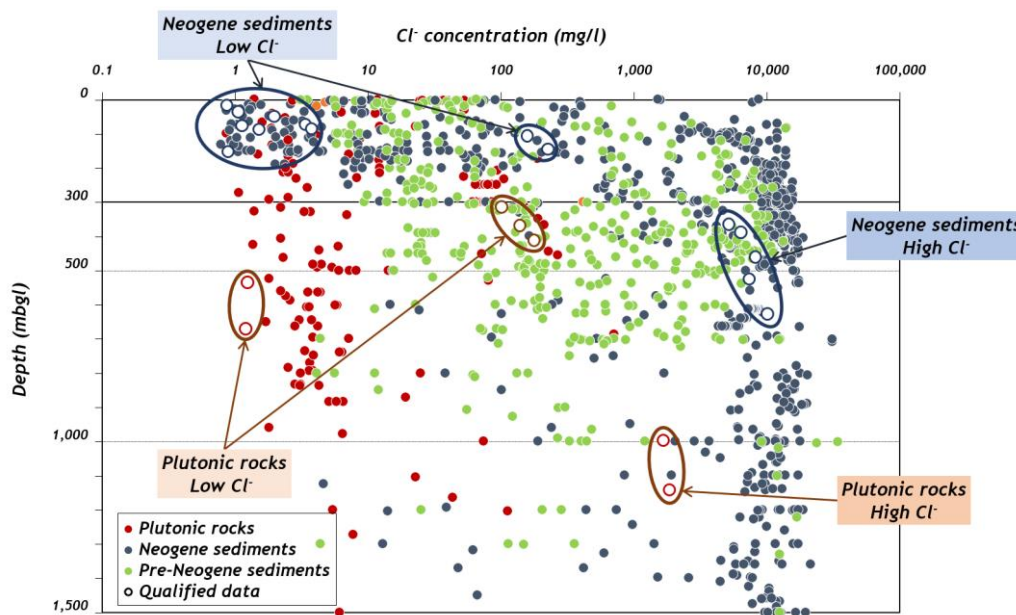 Neogene sediments
Low Cl⁻
Cl⁻ concentration (mg/l)
0.1 1 10 100 1,000 10,000 100,000
0
300
500
1,000
1,500
Depth (mbgl)
Neogene sediments
High Cl⁻
Plutonic rocks
Low Cl⁻
Plutonic rocks
High Cl⁻
Plutonic rocks
Neogene sediments
Pre-Neogene sediments
Qualified data